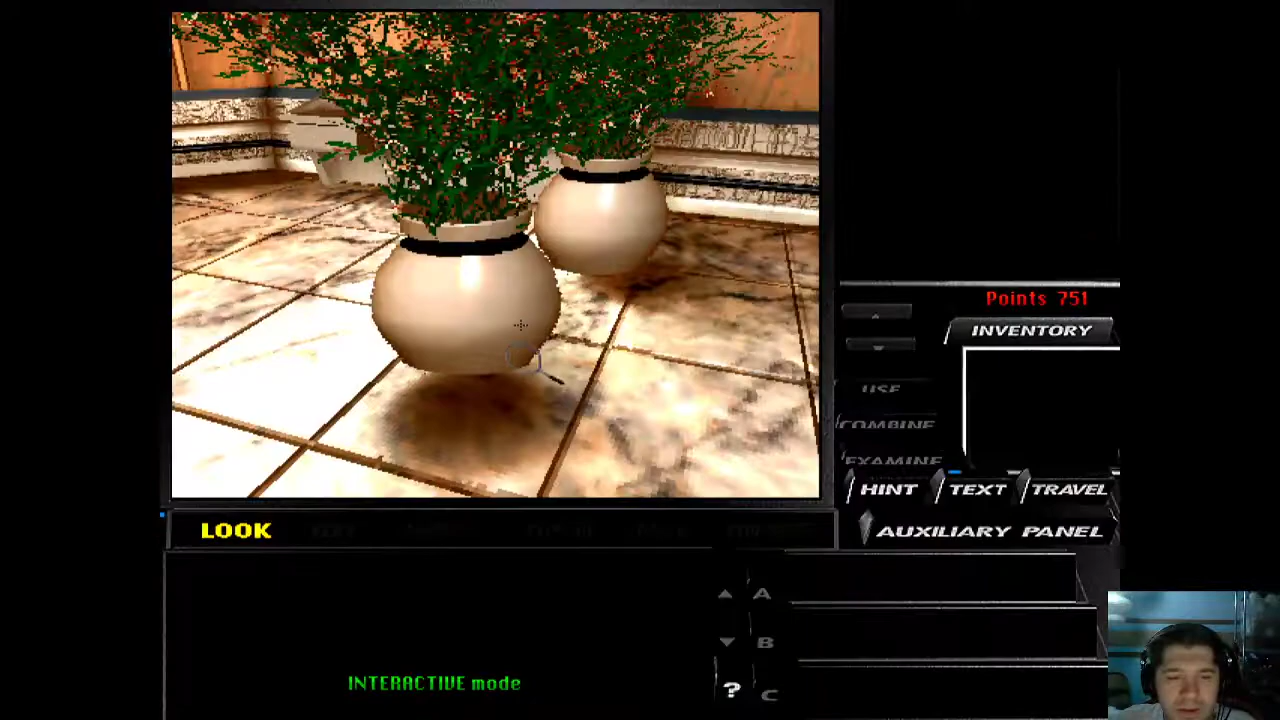 Points 751
INVENTORY
USE
COMBINE
EXAMINE
HINT TEXT TRAVEL
LOOK
AUXILIARY PANEL
A
B
INTERACTIVE mode
? C